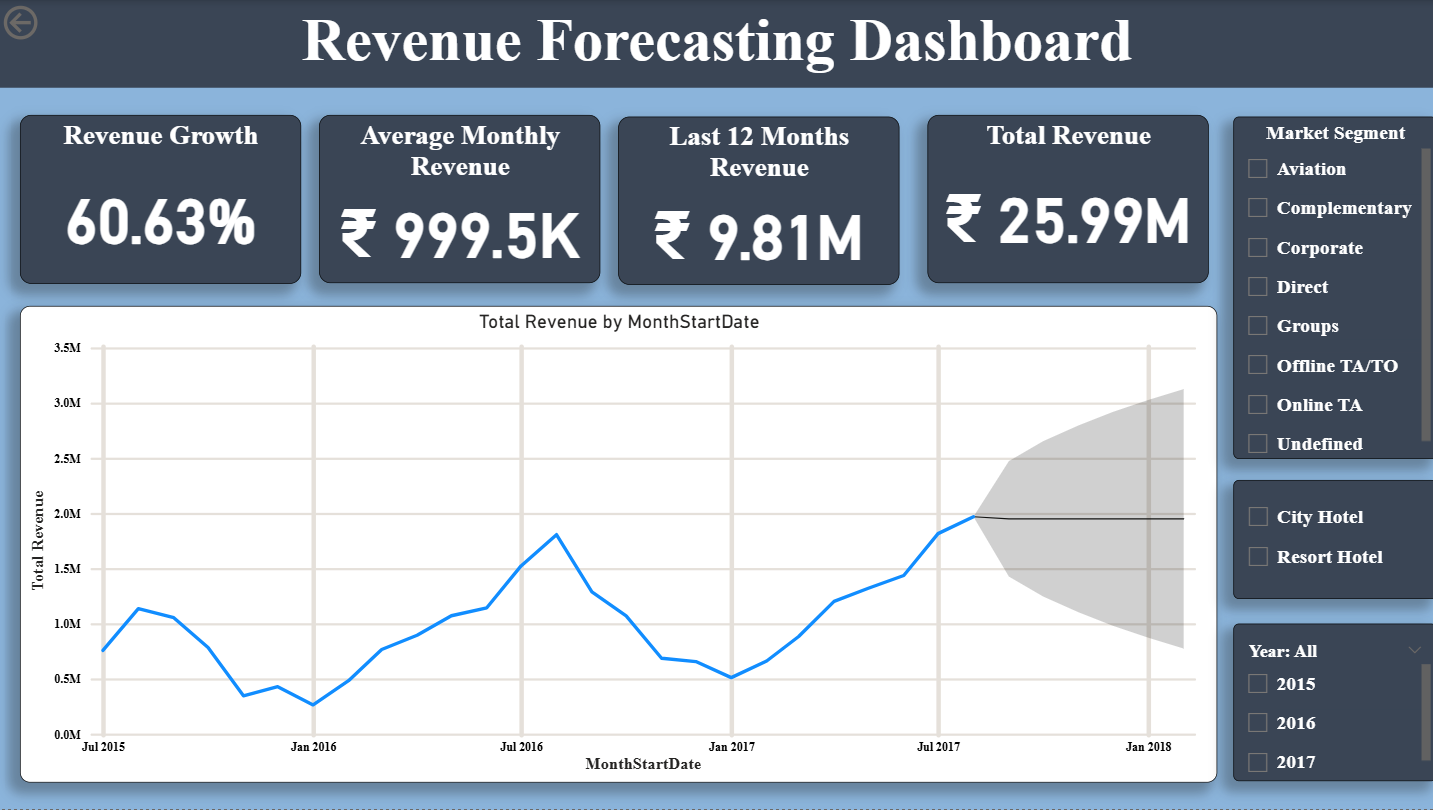 Revenue Forecasting Dashboard
Revenue Growth
60.63%
Average Monthly
Revenue
₹ 999.5K
Last 12 Months
Revenue
₹ 9.81M
Total Revenue
₹ 25.99M
Market Segment
Aviation
Complementary
Corporate
Direct
Groups
Offline TA/TO
Online TA
Undefined
City Hotel
Resort Hotel
Year: All
2015
2016
2017
Total Revenue by MonthStartDate
3.5M
3.0M
2.5M
2.0M
1.5M
1.0M
0.5M
0.0M
Total Revenue
Jul 2015
Jan 2016
Jul 2016
Jan 2017
Jul 2017
Jan 2018
MonthStartDate